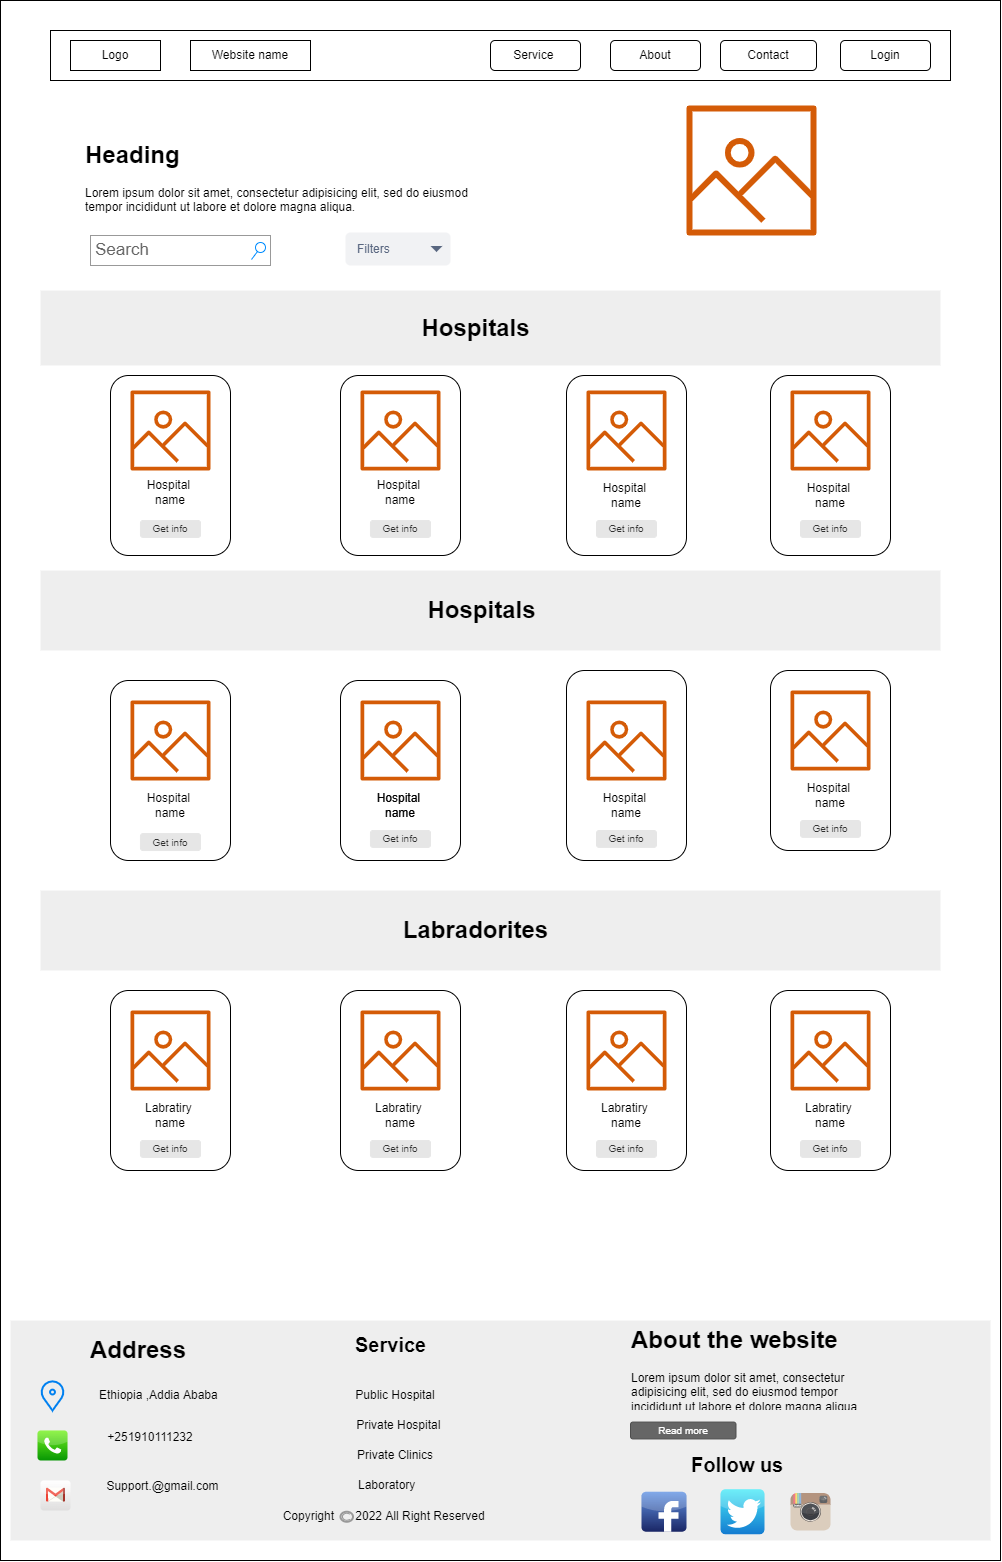 Logo
Website name
Service
About
Contact
Login
Heading
Lorem ipsum dolor sit amet, consectetur adipisicing elit, sed do eiusmod
tempor incididunt ut labore et dolore magna aliqua.
Search
Filters
Hospitals
Hospital
name
Get info
Hospital
name
Get info
Hospital
name
Get info
Hospital
name
Get info
Hospitals
Hospital
name
Get info
Hospital
name
Get info
Hospital
name
Get info
Hospital
name
Get info
Labradorites
Labratiry
name
Get info
Labratiry
name
Get info
Labratiry
name
Get info
Labratiry
name
Get info
Address
Ethiopia ,Addia Ababa
+251910111232
Support.@gmail.com
Service
Public Hospital
Private Hospital
Private Clinics
Laboratory
Copyright © 2022 All Right Reserved
About the website
Lorem ipsum dolor sit amet, consectetur
adipisicing elit, sed do eiusmod tempor
incididunt ut labore et dolore magna aliqua
Read more
Follow us